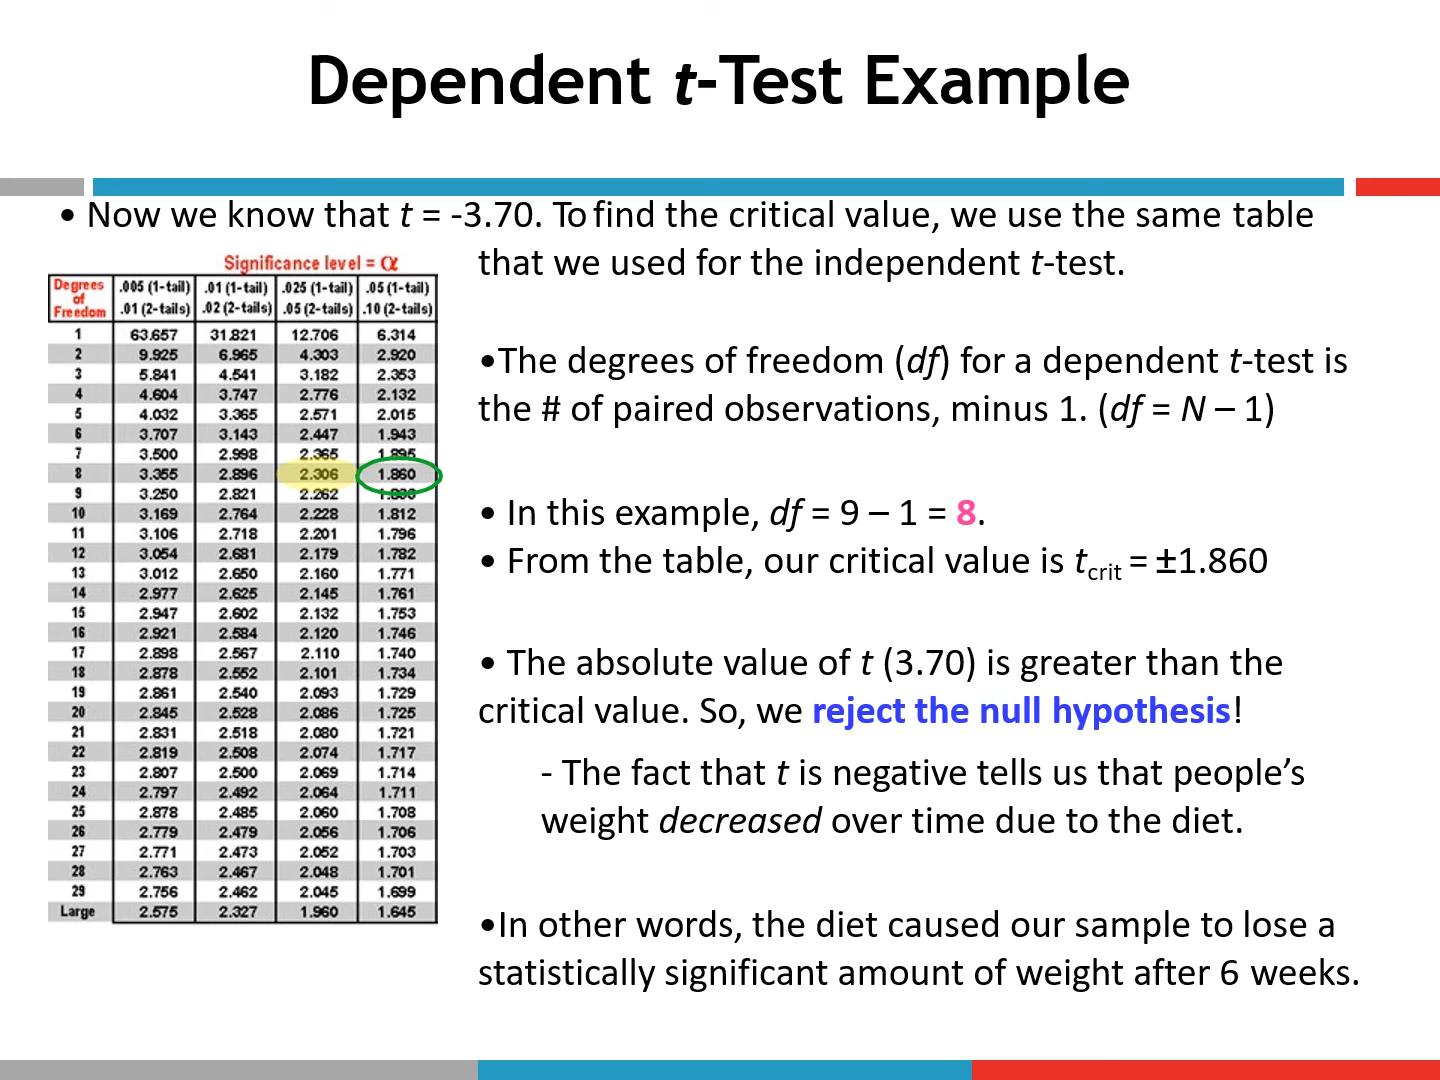 Dependent t-Test Example
• Now we know that t = -3.70. To find the critical value, we use the same table
that we used for the independent t-test.
Significance level = α
Degrees of Freedom .005 (1-tail) .01 (2-tails) .01 (1-tail) .02 (2-tails) .025 (1-tail) .05 (2-tails) .05 (1-tail) .10 (2-tails)
1 63.657 31.821 12.706 6.314
2 9.925 6.965 4.303 2.920
3 5.841 4.541 3.182 2.353
4 4.604 3.747 2.776 2.132
5 4.032 3.365 2.571 2.015
6 3.707 3.143 2.447 1.943
7 3.500 2.998 2.365 1.895
8 3.355 2.896 2.306 1.860
9 3.250 2.821 2.262
10 3.169 2.764 2.228 1.812
11 3.106 2.718 2.201 1.796
12 3.054 2.681 2.179 1.782
13 3.012 2.650 2.160 1.771
14 2.977 2.625 2.145 1.761
15 2.947 2.602 2.132 1.753
16 2.921 2.584 2.120 1.746
17 2.898 2.567 2.110 1.740
18 2.878 2.552 2.101 1.734
19 2.861 2.540 2.093 1.729
20 2.845 2.528 2.086 1.725
21 2.831 2.518 2.080 1.721
22 2.819 2.508 2.074 1.717
23 2.807 2.500 2.069 1.714
24 2.797 2.492 2.064 1.711
25 2.878 2.485 2.060 1.708
26 2.779 2.479 2.056 1.706
27 2.771 2.473 2.052 1.703
28 2.763 2.467 2.048 1.701
29 2.756 2.462 2.045 1.699
Large 2.575 2.327 1.960 1.645
•The degrees of freedom (df) for a dependent t-test is
the # of paired observations, minus 1. (df = N – 1)
• In this example, df = 9 – 1 = 8.
• From the table, our critical value is tcrit = ±1.860
• The absolute value of t (3.70) is greater than the
critical value. So, we reject the null hypothesis!
- The fact that t is negative tells us that people’s
weight decreased over time due to the diet.
•In other words, the diet caused our sample to lose a
statistically significant amount of weight after 6 weeks.